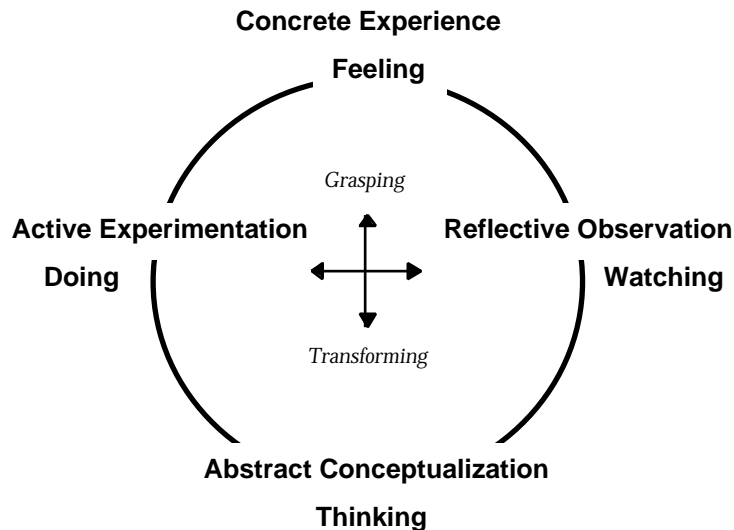 Concrete Experience
Feeling
Grasping
Active Experimentation
Reflective Observation
Doing
Watching
Transforming
Abstract Conceptualization
Thinking